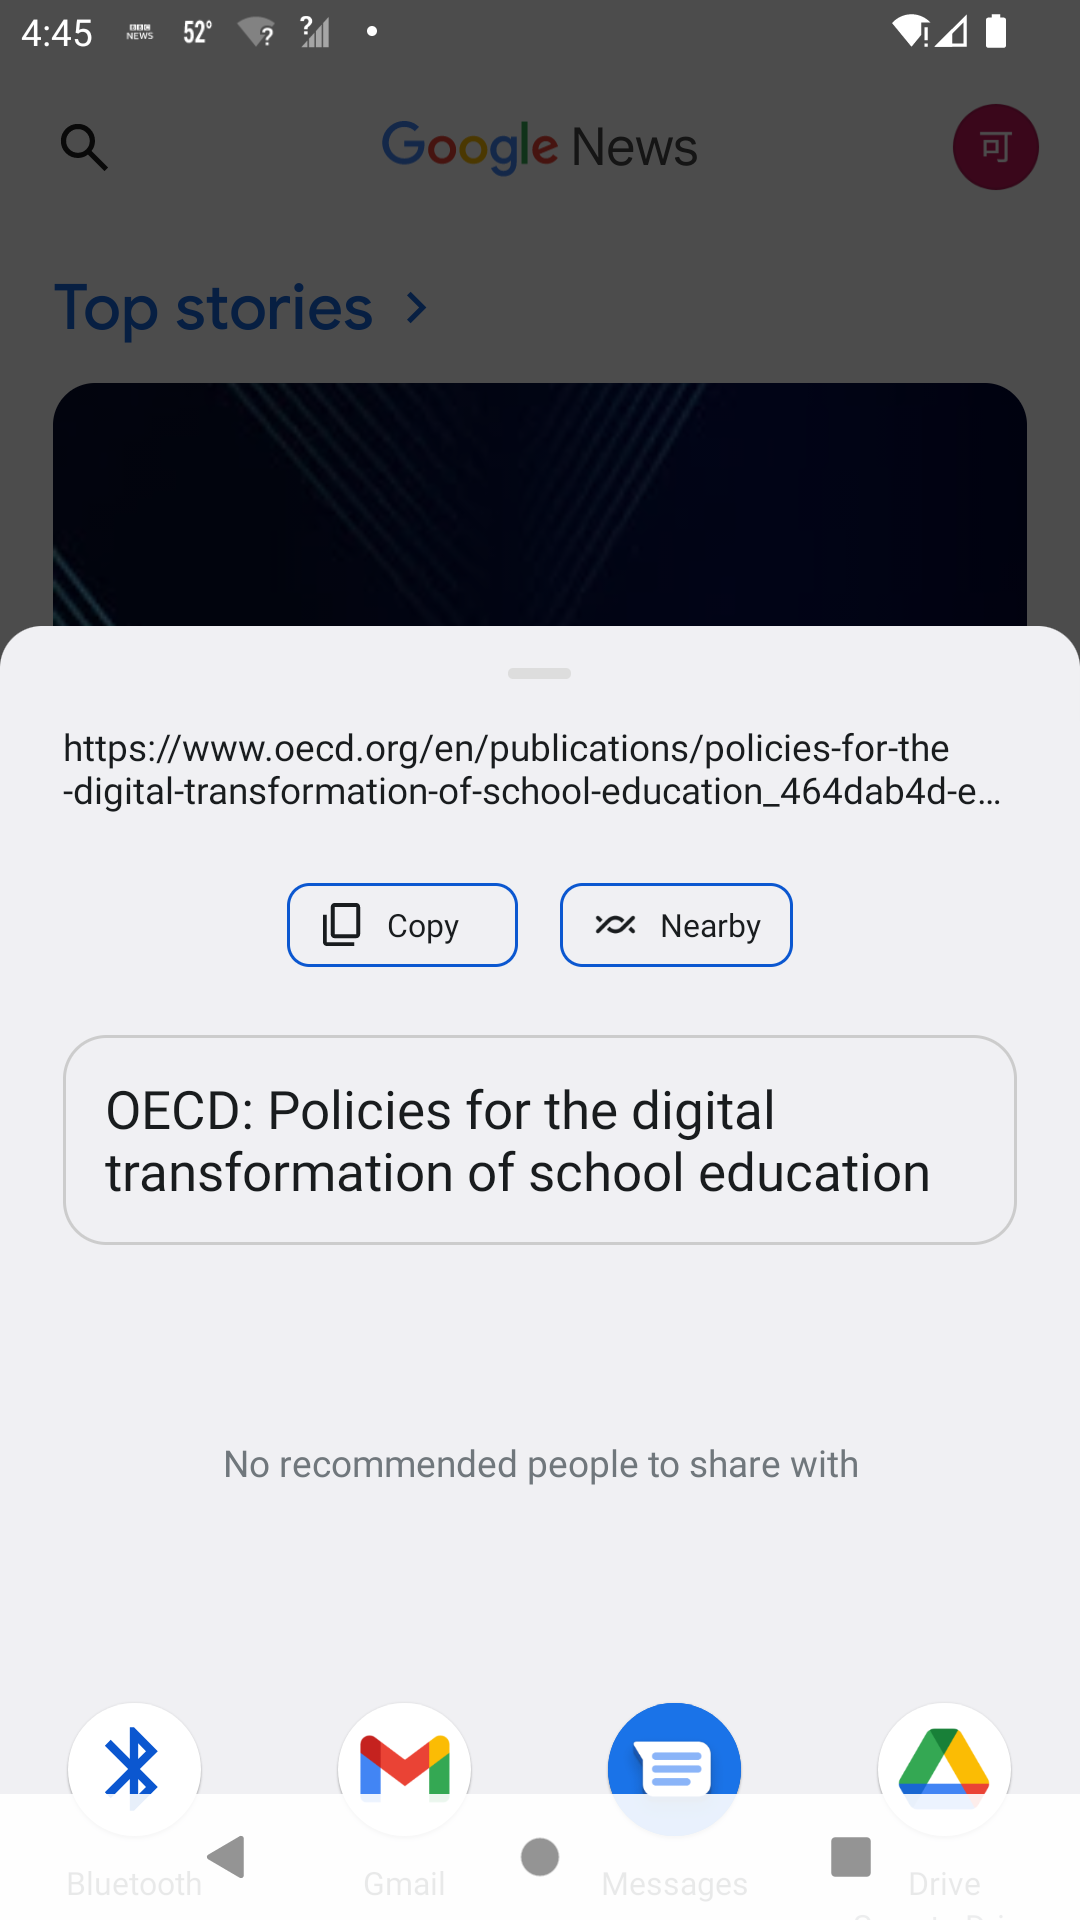 4:45 BBC NEWS 52°
Google News 可
Top stories
https://www.oecd.org/en/publications/policies-for-the
-digital-transformation-of-school-education_464dab4d-e…
Copy Nearby
OECD: Policies for the digital
transformation of school education
No recommended people to share with
Bluetooth Gmail Messages Drive